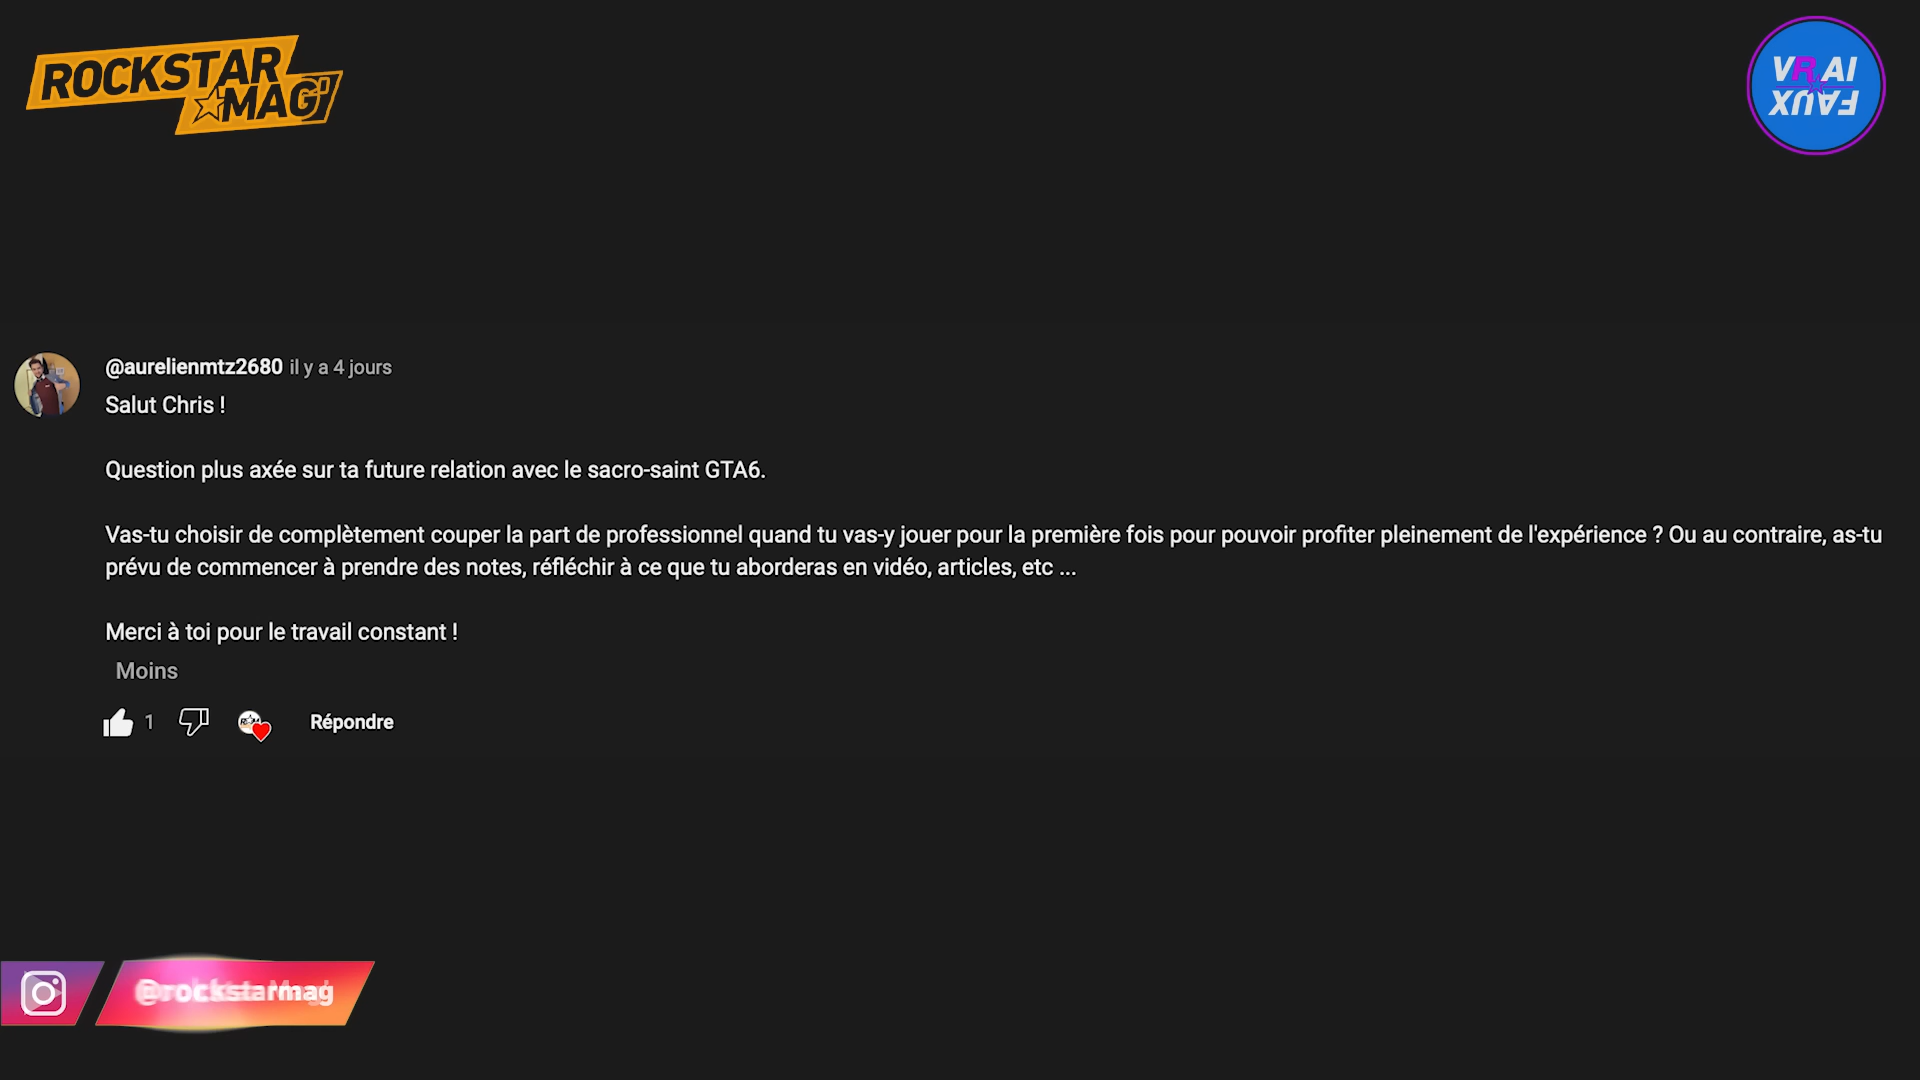 ROCKSTAR
MAG'
VRAI
FAUX
@aurelienmtz2680 il y a 4 jours
Salut Chris !
Question plus axée sur ta future relation avec le sacro-saint GTA6.
Vas-tu choisir de complètement couper la part de professionnel quand tu vas-y jouer pour la première fois pour pouvoir profiter pleinement de l'expérience ? Ou au contraire, as-tu
prévu de commencer à prendre des notes, réfléchir à ce que tu aborderas en vidéo, articles, etc ...
Merci à toi pour le travail constant !
Moins
1
Répondre
@rockstarmag